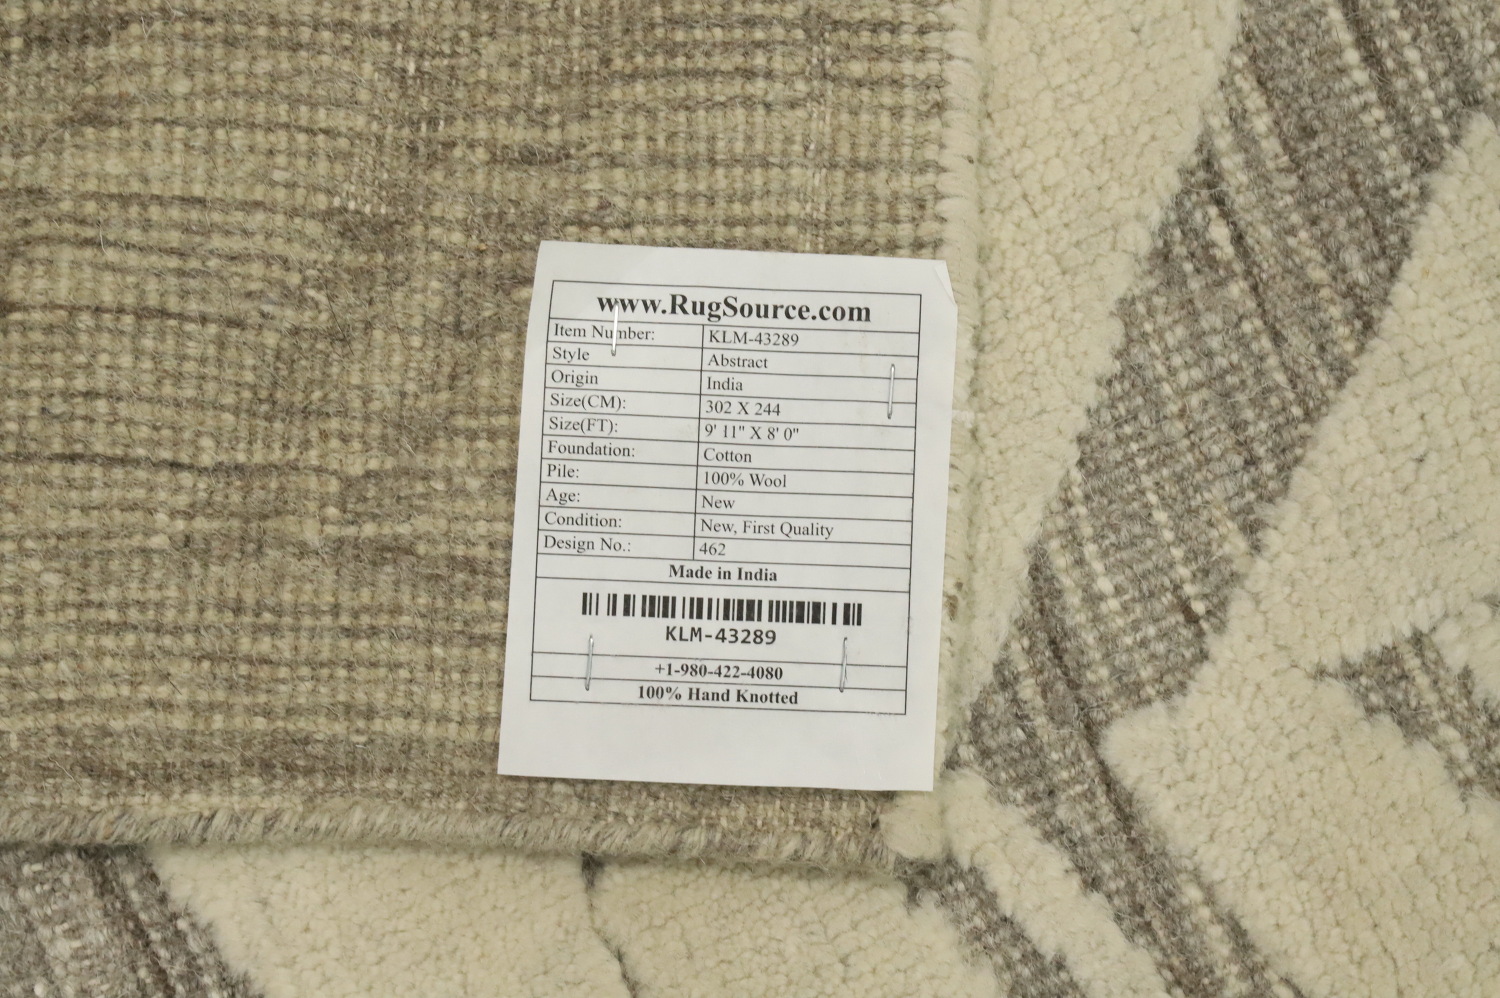 www.RugSource.com
Item Number: KLM-43289
Style Abstract
Origin India
Size(CM): 302 X 244
Size(FT): 9' 11" X 8' 0"
Foundation: Cotton
Pile: 100% Wool
Age: New
Condition: New, First Quality
Design No.: 462
Made in India
KLM-43289
+1-980-422-4080
100% Hand Knotted